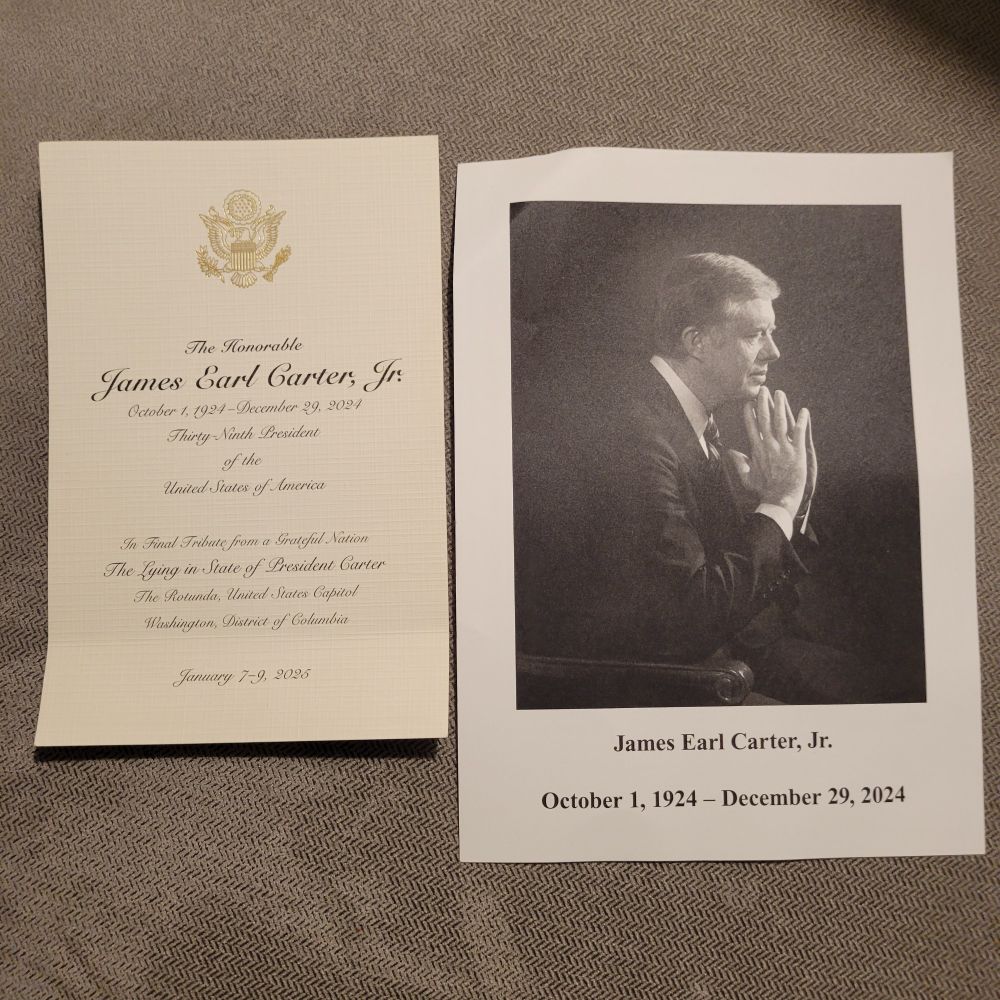 The Honorable
James Earl Carter, Jr.
October 1, 1924–December 29, 2024
Thirty-Ninth President
of the
United States of America
In Final Tribute from a Grateful Nation
The Lying in State of President Carter
The Rotunda, United States Capitol
Washington, District of Columbia
January 7–9, 2025
James Earl Carter, Jr.
October 1, 1924 – December 29, 2024